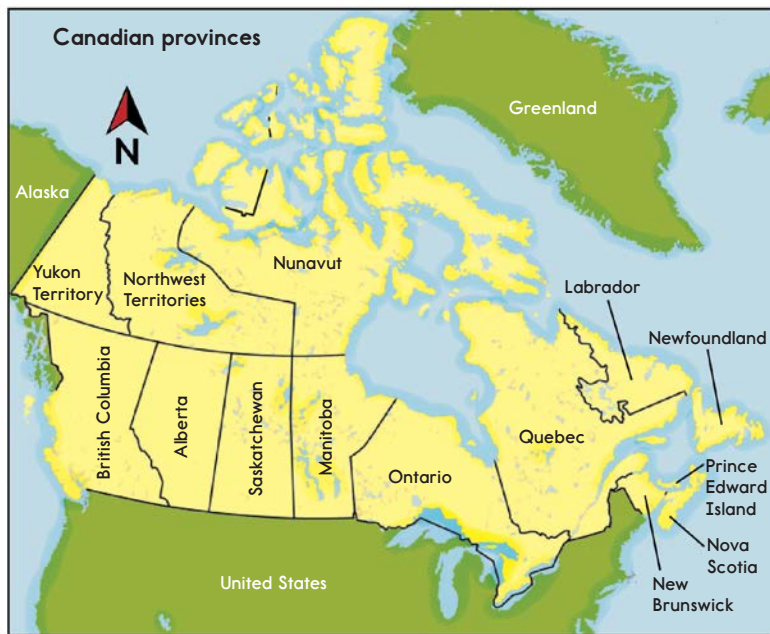 Canadian provinces
N
Greenland
Alaska
Yukon
Territory
Northwest
Territories
Nunavut
Labrador
Newfoundland
British Columbia
Alberta
Saskatchewan
Manitoba
Ontario
Quebec
Prince
Edward
Island
Nova
Scotia
New
Brunswick
United States